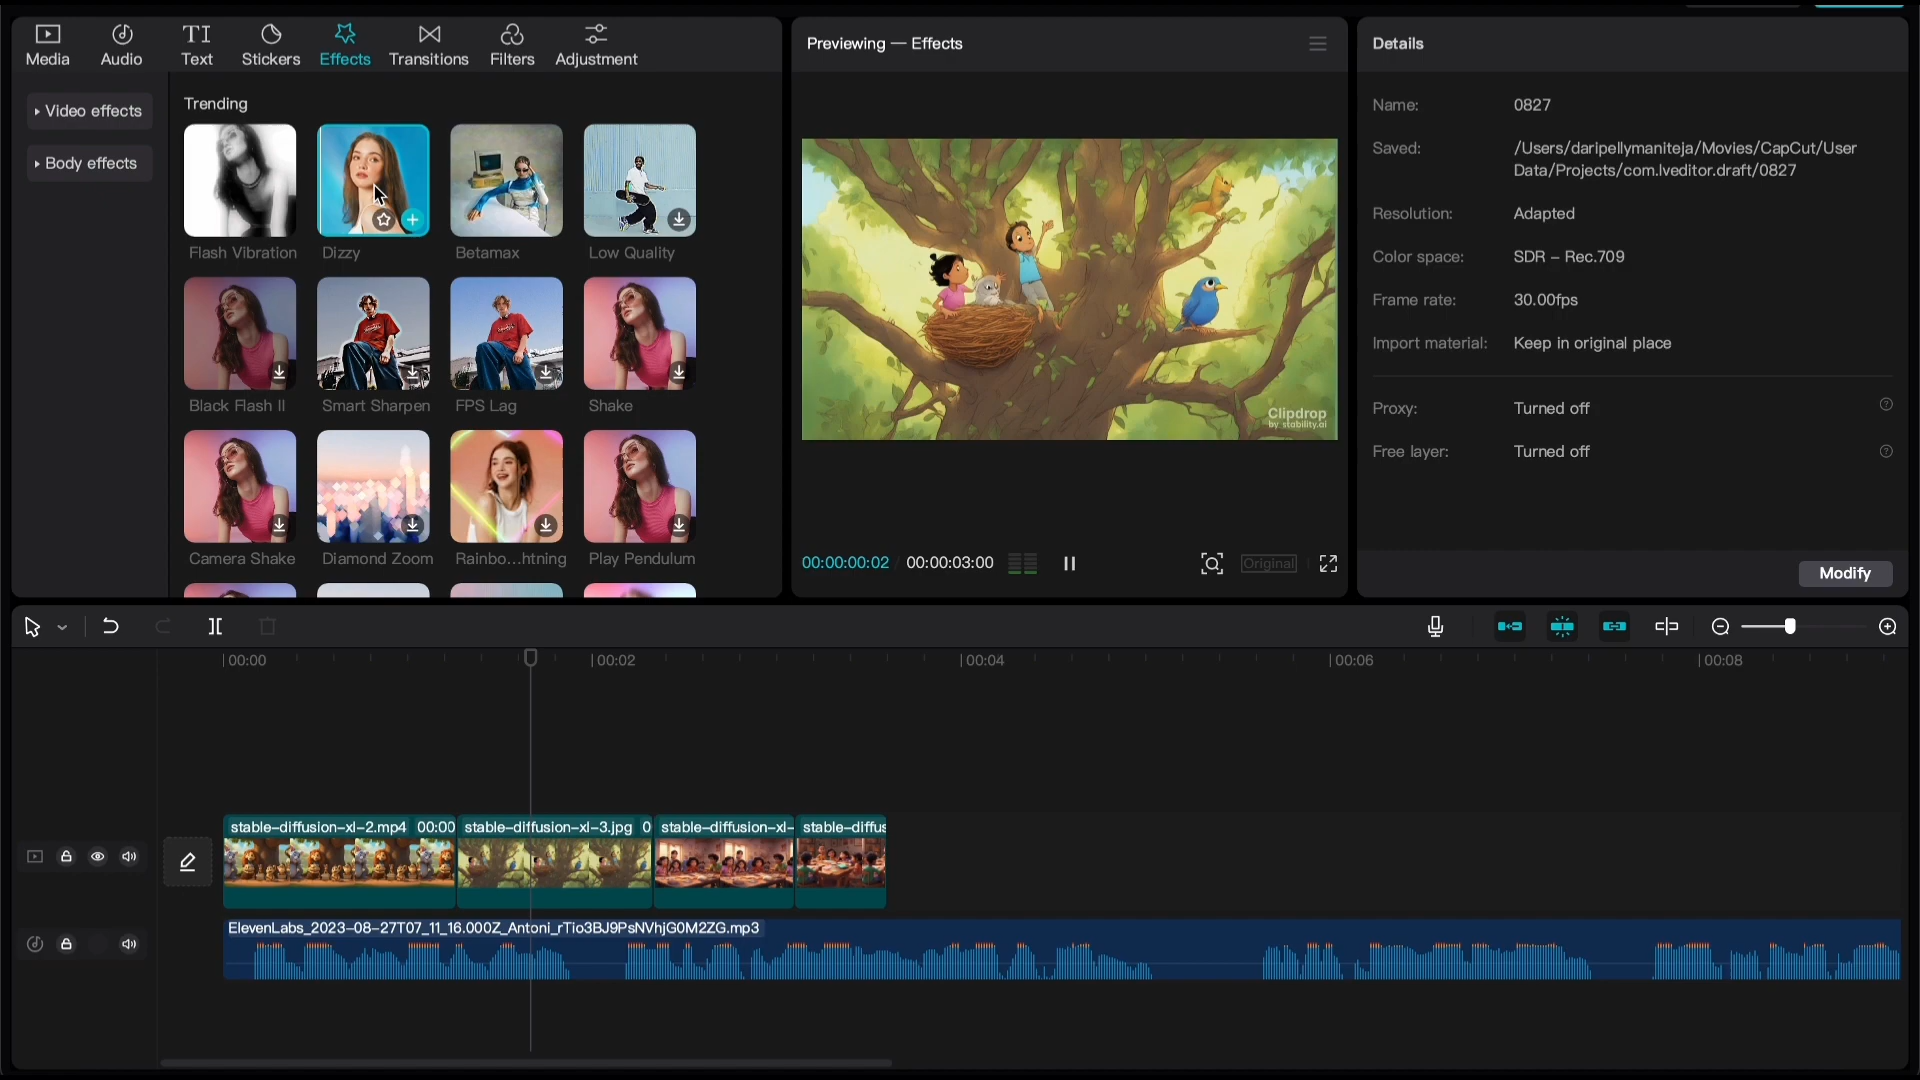 Media
Audio
Text
Stickers
Effects
Transitions
Filters
Adjustment
Video effects
Body effects
Trending
Flash Vibration
Dizzy
Betamax
Low Quality
Black Flash II
Smart Sharpen
FPS Lag
Shake
Camera Shake
Diamond Zoom
Rainbo...htning
Play Pendulum
Previewing — Effects
Clipdrop
by stability.ai
00:00:00:02 / 00:00:03:00
Original
Details
Name: 0827
Saved: /Users/daripellymaniteja/Movies/CapCut/User
Data/Projects/com.lveditor.draft/0827
Resolution: Adapted
Color space: SDR – Rec.709
Frame rate: 30.00fps
Import material: Keep in original place
Proxy: Turned off
Free layer: Turned off
Modify
00:00
00:02
00:04
00:06
00:08
stable-diffusion-xl-2.mp4 00:00
stable-diffusion-xl-3.jpg 0
stable-diffusion-xl-
stable-diffus
ElevenLabs_2023-08-27T07_11_16.000Z_Antoni_rTio3BJ9PsNVhjG0M2ZG.mp3